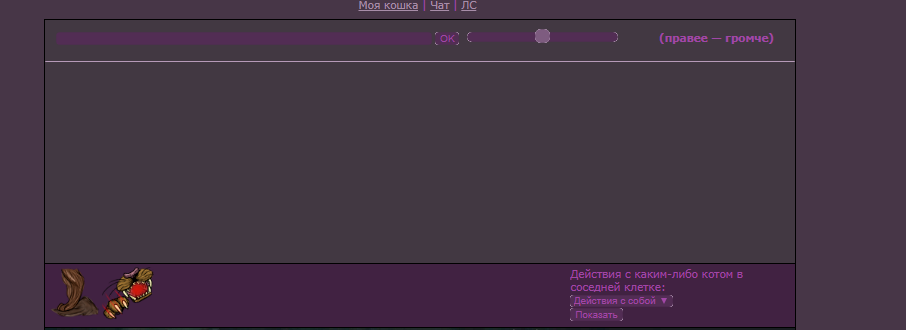 Моя кошка | Чат | ЛС
OK (правее — громче)
Действия с каким-либо котом в
соседней клетке:
Действия с собой ▼
Показать